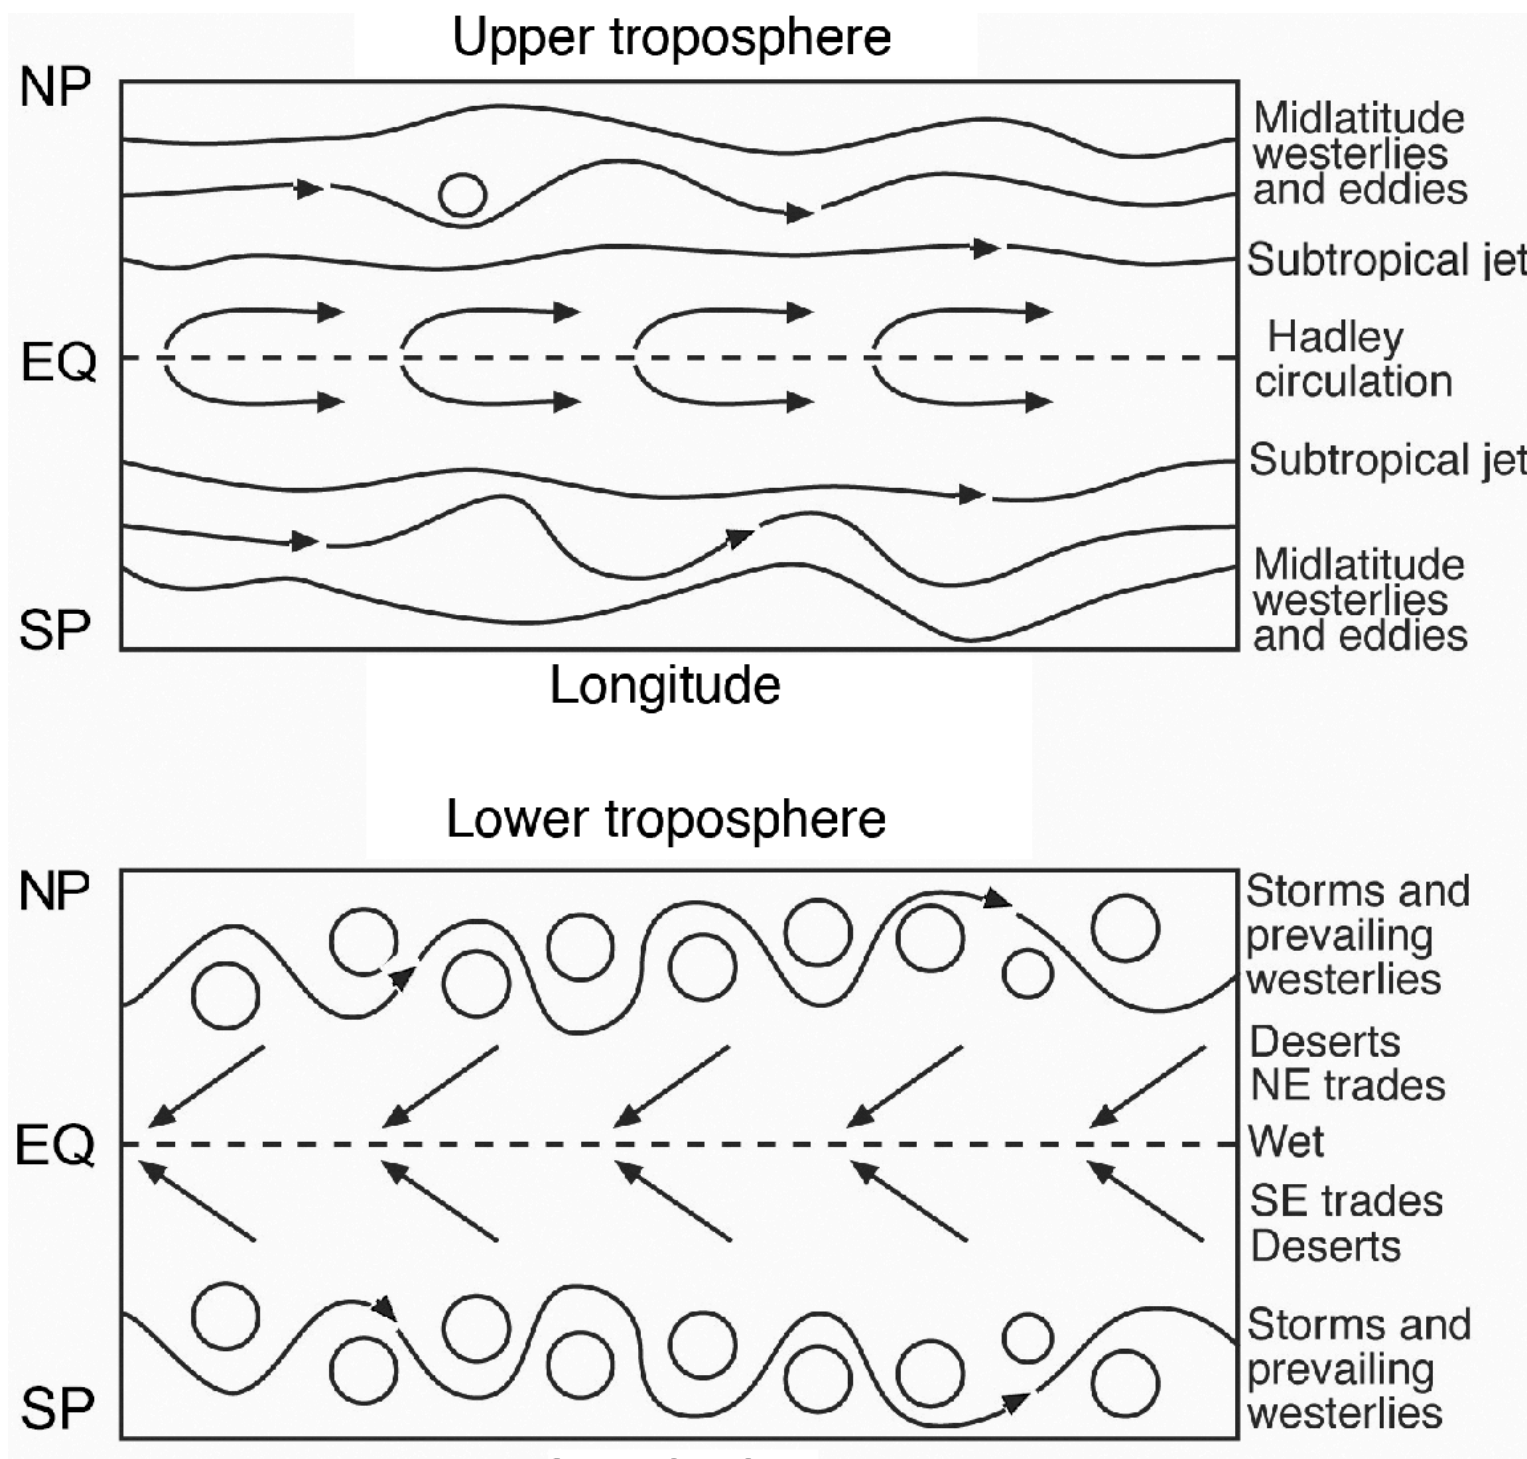 Upper troposphere
NP
Midlatitude
westerlies
and eddies
Subtropical jet
EQ
Hadley
circulation
Subtropical jet
Midlatitude
westerlies
and eddies
SP
Longitude
Lower troposphere
NP
Storms and
prevailing
westerlies
Deserts
NE trades
EQ
Wet
SE trades
Deserts
Storms and
prevailing
westerlies
SP